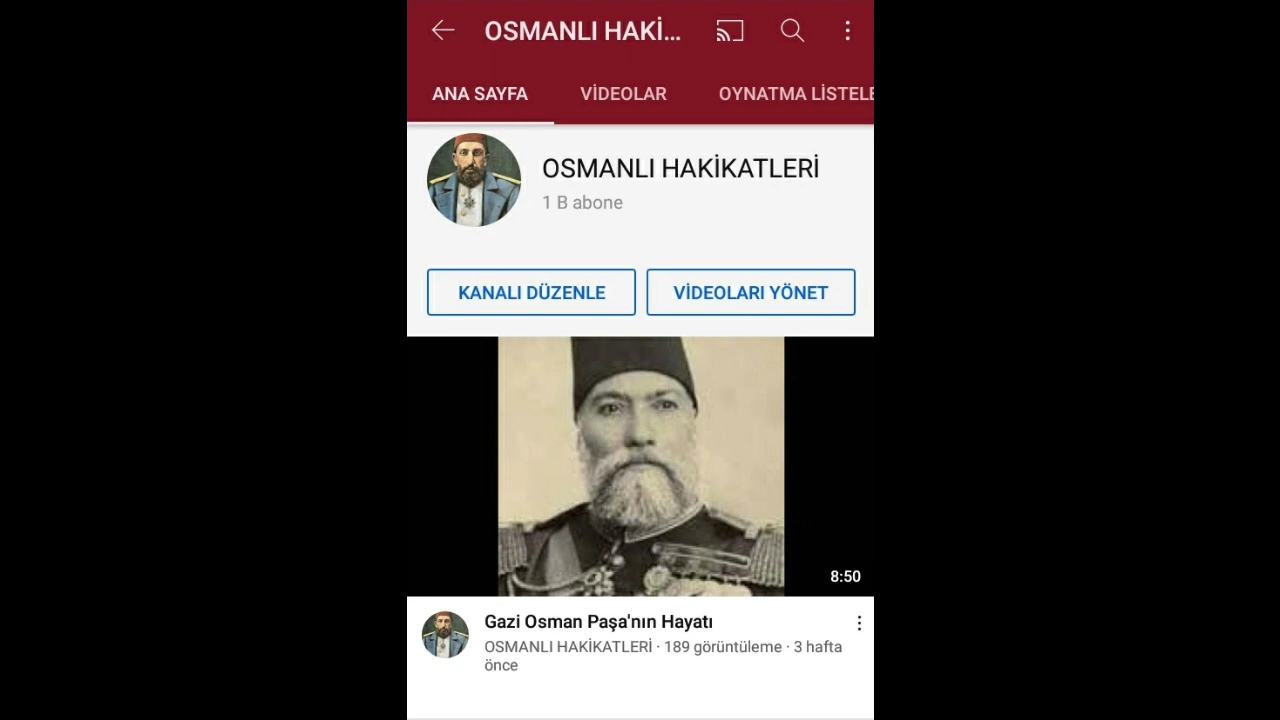 OSMANLI HAKİ...
ANA SAYFA VİDEOLAR OYNATMA LİSTELE
OSMANLI HAKİKATLERİ
1 B abone
KANALI DÜZENLE VİDEOLARI YÖNET
8:50
Gazi Osman Paşa'nın Hayatı
OSMANLI HAKİKATLERİ · 189 görüntüleme · 3 hafta
önce